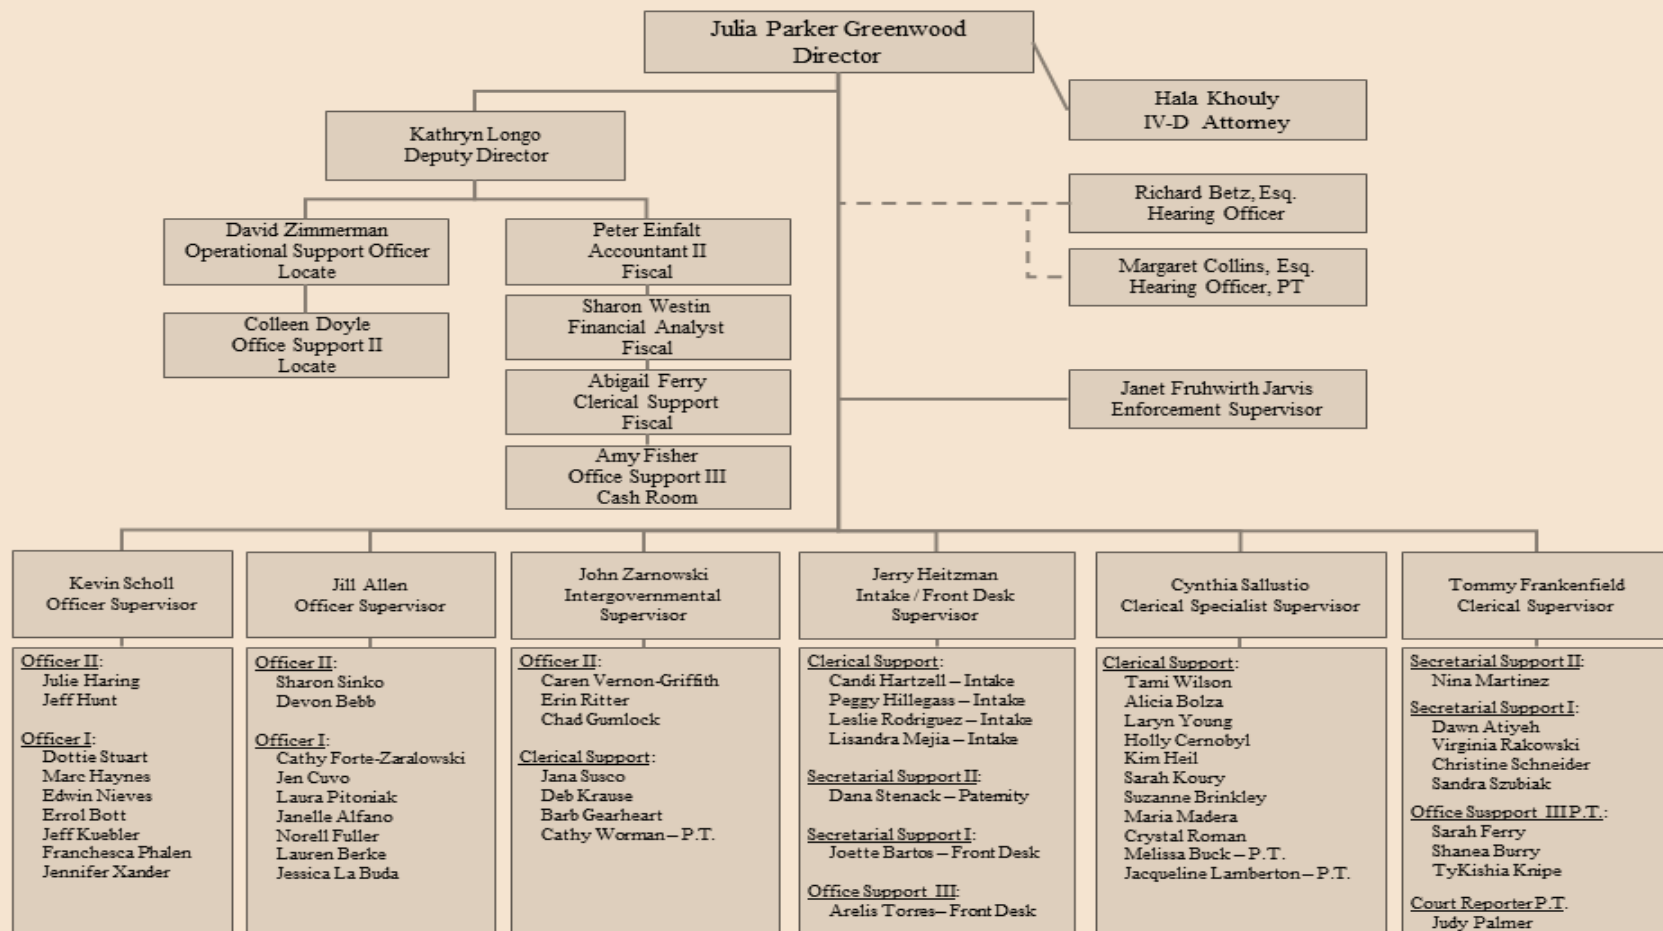 Julia Parker Greenwood
Director
Hala Khouly
IV-D Attorney
Kathryn Longo
Deputy Director
Richard Betz, Esq.
Hearing Officer
Margaret Collins, Esq.
Hearing Officer, PT
David Zimmerman
Operational Support Officer
Locate
Colleen Doyle
Office Support II
Locate
Peter Einfalt
Accountant II
Fiscal
Sharon Westin
Financial Analyst
Fiscal
Abigail Ferry
Clerical Support
Fiscal
Amy Fisher
Office Support III
Cash Room
Janet Fruhwirth Jarvis
Enforcement Supervisor
Kevin Scholl
Officer Supervisor
Officer II:
Julie Haring
Jeff Hunt
Officer I:
Dottie Stuart
Marc Haynes
Edwin Nieves
Errol Bott
Jeff Kuebler
Franchesca Phalen
Jennifer Xander
Jill Allen
Officer Supervisor
Officer II:
Sharon Sinko
Devon Bebb
Officer I:
Cathy Forte-Zaralowski
Jen Cuvo
Laura Pitoniak
Janelle Alfano
Norell Fuller
Lauren Berke
Jessica La Buda
John Zarnowski
Intergovernmental
Supervisor
Officer II:
Caren Vernon-Griffith
Erin Ritter
Chad Gumlock
Clerical Support:
Jana Susco
Deb Krause
Barb Gearheart
Cathy Worman – P.T.
Jerry Heitzman
Intake / Front Desk
Supervisor
Clerical Support:
Candi Hartzell – Intake
Peggy Hillegass – Intake
Leslie Rodriguez – Intake
Lisandra Mejia – Intake
Secretarial Support II:
Dana Stenack – Paternity
Secretarial Support I:
Joette Bartos – Front Desk
Office Support III:
Arelis Torres– Front Desk
Cynthia Sallustio
Clerical Specialist Supervisor
Clerical Support:
Tami Wilson
Alicia Bolza
Laryn Young
Holly Cernobyl
Kim Heil
Sarah Koury
Suzanne Brinkley
Maria Madera
Crystal Roman
Melissa Buck – P.T.
Jacqueline Lamberton– P.T.
Tommy Frankenfield
Clerical Supervisor
Secretarial Support II:
Nina Martinez
Secretarial Support I:
Dawn Atiyeh
Virginia Rakowski
Christine Schneider
Sandra Szubiak
Office Suspport III P.T.:
Sarah Ferry
Shanea Burry
TyKishia Knipe
Court Reporter P.T.
Judy Palmer